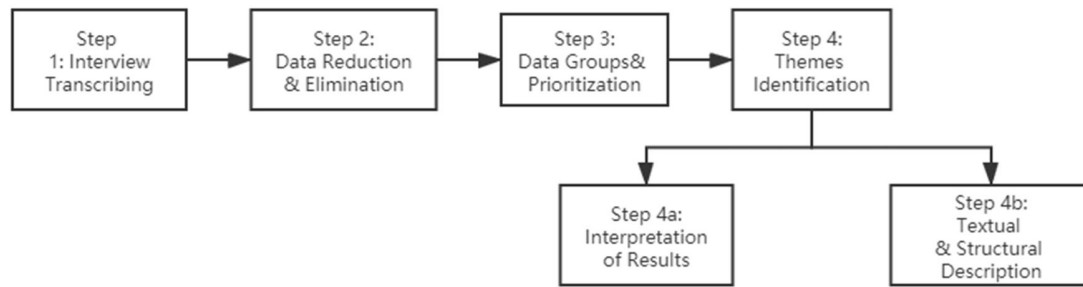 Step
1: Interview
Transcribing
Step 2:
Data Reduction
& Elimination
Step 3:
Data Groups&
Prioritization
Step 4:
Themes
Identification
Step 4a:
Interpretation
of Results
Step 4b:
Textual
& Structural
Description